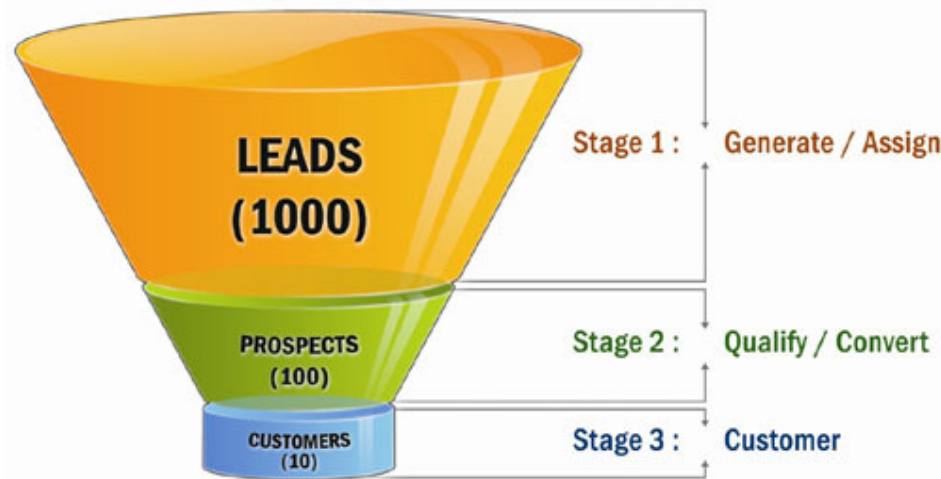 LEADS
(1000)
Stage 1 : Generate / Assign
PROSPECTS
(100)
Stage 2 : Qualify / Convert
CUSTOMERS
(10)
Stage 3 : Customer